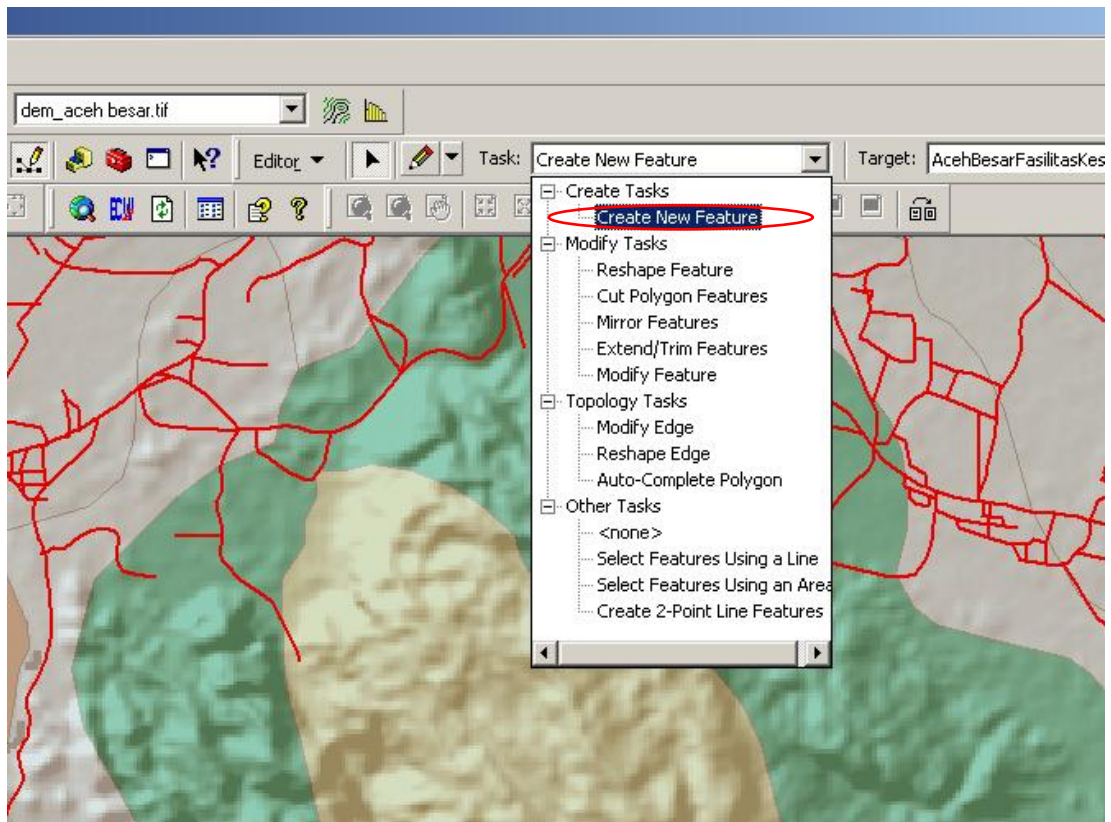 dem_aceh besar.tif
Editor Task: Create New Feature Target: AcehBesarFasilitasKes
ECW
Create Tasks
Create New Feature
Modify Tasks
Reshape Feature
Cut Polygon Features
Mirror Features
Extend/Trim Features
Modify Feature
Topology Tasks
Modify Edge
Reshape Edge
Auto-Complete Polygon
Other Tasks
<none>
Select Features Using a Line
Select Features Using an Area
Create 2-Point Line Features